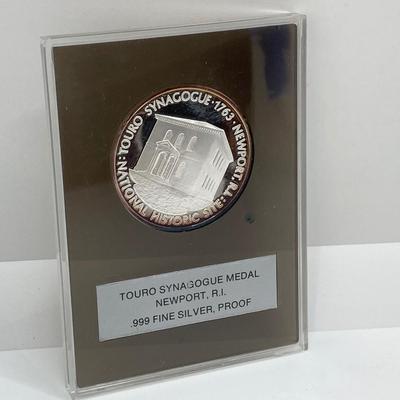 TOURO SYNAGOGUE · 1763 · NEWPORT, R.I. · NATIONAL HISTORIC SITE ·
TOURO SYNAGOGUE MEDAL
NEWPORT, R.I.
.999 FINE SILVER, PROOF